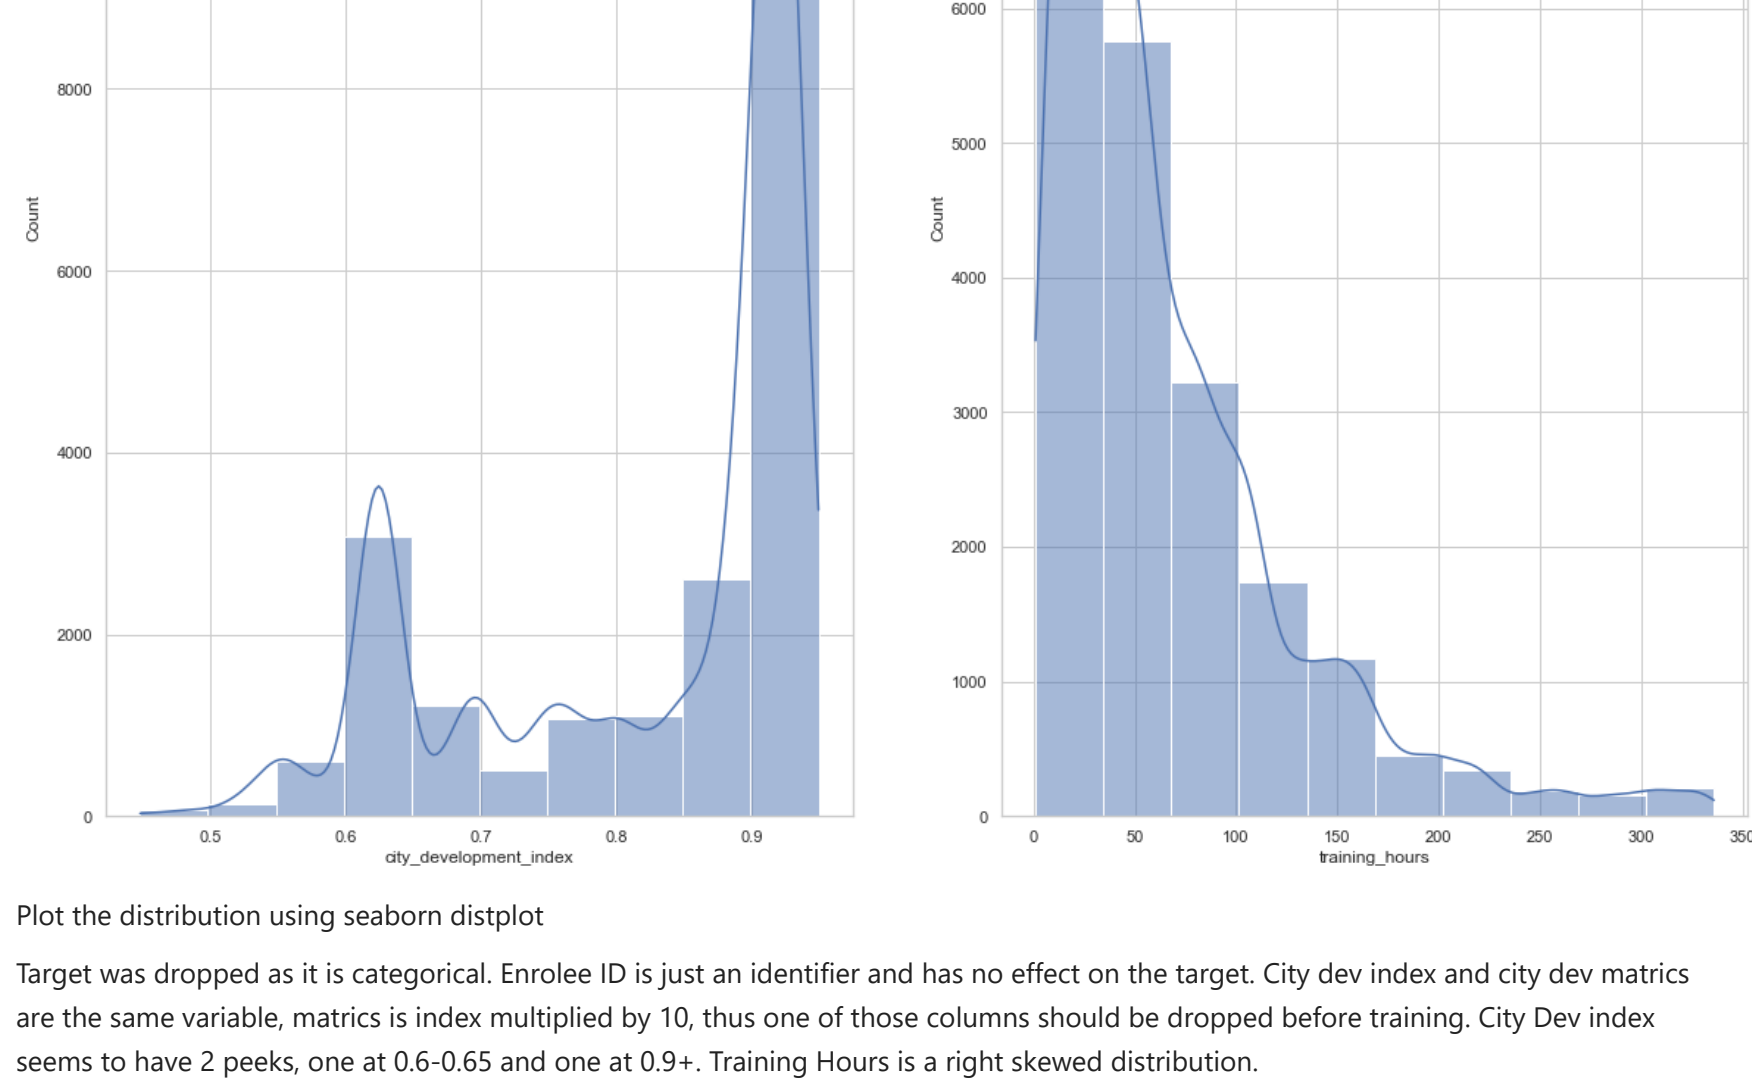 6000
8000
5000
6000
4000
Count
Count
4000
3000
2000
2000
1000
0
0
0.5 0.6 0.7 0.8 0.9
0 50 100 150 200 250 300 350
city_development_index
training_hours
Plot the distribution using seaborn distplot
Target was dropped as it is categorical. Enrolee ID is just an identifier and has no effect on the target. City dev index and city dev matrics
are the same variable, matrics is index multiplied by 10, thus one of those columns should be dropped before training. City Dev index
seems to have 2 peeks, one at 0.6-0.65 and one at 0.9+. Training Hours is a right skewed distribution.